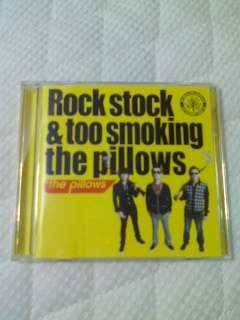 Rock stock
& too smoking
the pillows
the pillows